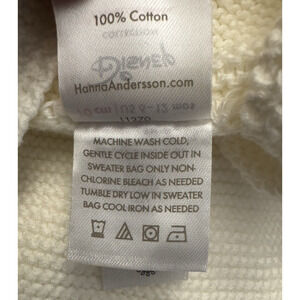 100% Cotton
COLLECTION
Disney
HannaAndersson.com
MACHINE WASH COLD,
GENTLE CYCLE INSIDE OUT IN
SWEATER BAG ONLY NON-
CHLORINE BLEACH AS NEEDED
TUMBLE DRY LOW IN SWEATER
BAG COOL IRON AS NEEDED